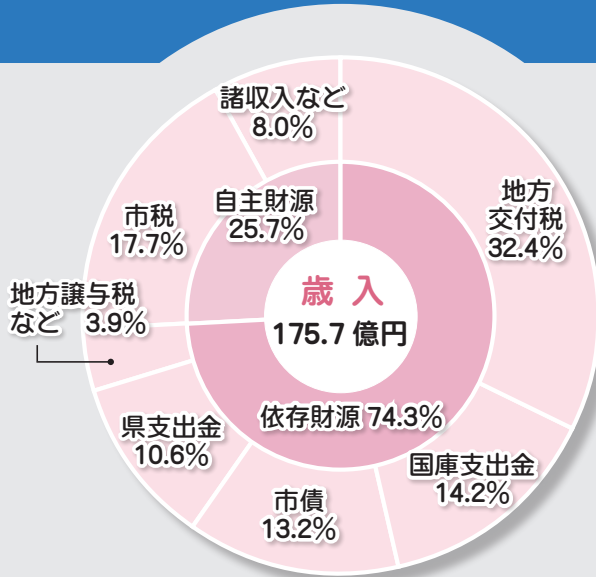 歳入
175.7億円
自主財源
25.7%
依存財源 74.3%
地方
交付税
32.4%
国庫支出金
14.2%
市債
13.2%
県支出金
10.6%
地方譲与税
など 3.9%
市税
17.7%
諸収入など
8.0%